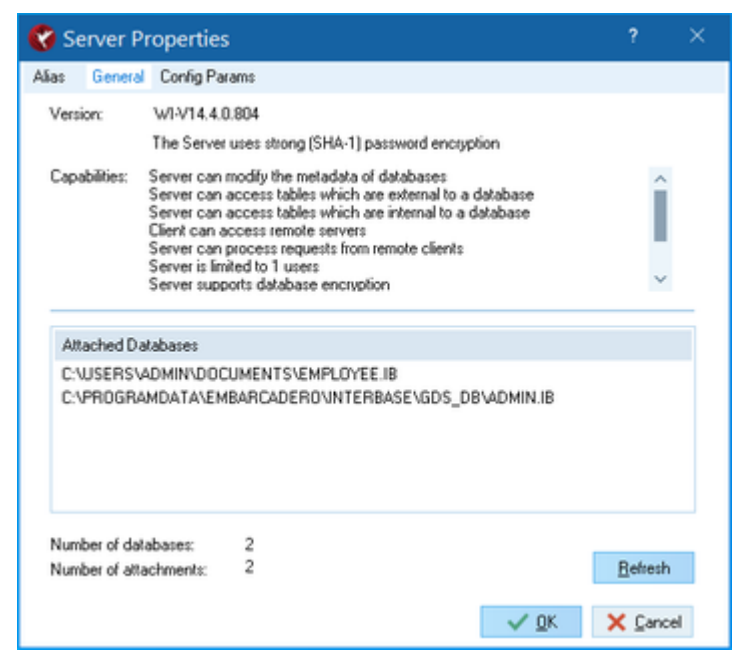 Server Properties ?
Alias General Config Params
Version: WI-V14.4.0.804
The Server uses strong (SHA-1) password encryption
Capabilities: Server can modify the metadata of databases
Server can access tables which are external to a database
Server can access tables which are internal to a database
Client can access remote servers
Server can process requests from remote clients
Server is limited to 1 users
Server supports database encryption
Attached Databases
C:\USERS\ADMIN\DOCUMENTS\EMPLOYEE.IB
C:\PROGRAMDATA\EMBARCADERO\INTERBASE\GDS_DB\ADMIN.IB
Number of databases: 2
Number of attachments: 2
Refresh
OK Cancel